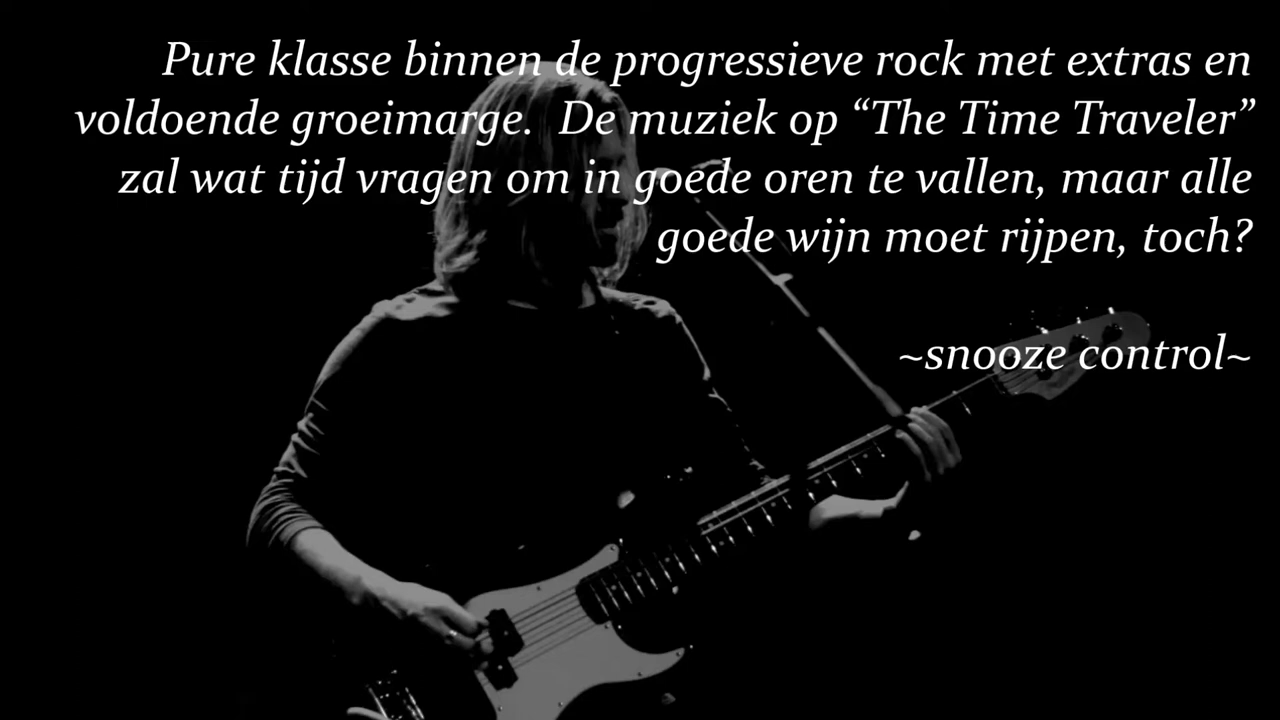 Pure klasse binnen de progressieve rock met extras en
voldoende groeimarge.  De muziek op “The Time Traveler”
zal wat tijd vragen om in goede oren te vallen, maar alle
goede wijn moet rijpen, toch?
~snooze control~